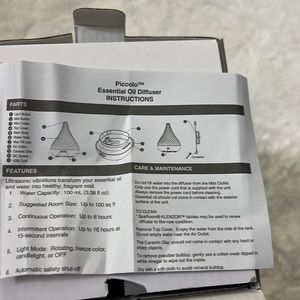 Piccolo™
Essential Oil Diffuser
INSTRUCTIONS
PARTS
Light Button
Mist Button
Mist Outlet
Top Cover
Water Tank
Max Fill Line
Air Outlet
Ceramic Disc
DC Socket
USB Cord
FEATURES
Ultrasonic vibrations transform your essential oil
and water into healthy, fragrant mist.
1. Water Capacity: 100 mL (3.38 fl oz)
2. Suggested Room Size: Up to 100 sq ft
3. Continuous Operation: Up to 8 hours
4. Intermittent Operation: Up to 16 hours at
15-second intervals
5. Light Mode: Rotating, freeze color,
candlelight, or OFF
6. Automatic safety shut-off
CARE & MAINTENANCE
Do not fill water into the diffuser from the Mist Outlet.
Only use the power cord that is supplied with the unit.
Always remove the power cord before cleaning.
Essential oil should not come in contact with the exterior
surface of the unit.
TO CLEAN:
tablets may be used to renew
diffuser to like-new condition.
Remove Top Cover. Empty the water from the side of the tank.
Do not empty water near the Air Outlet.
The Ceramic Disc should not come in contact with any hard or
sharp objects.
To remove possible buildup, gently use a cotton swab dipped in
white vinegar to wipe out the inside.
Dry with a soft cloth to avoid mineral buildup.